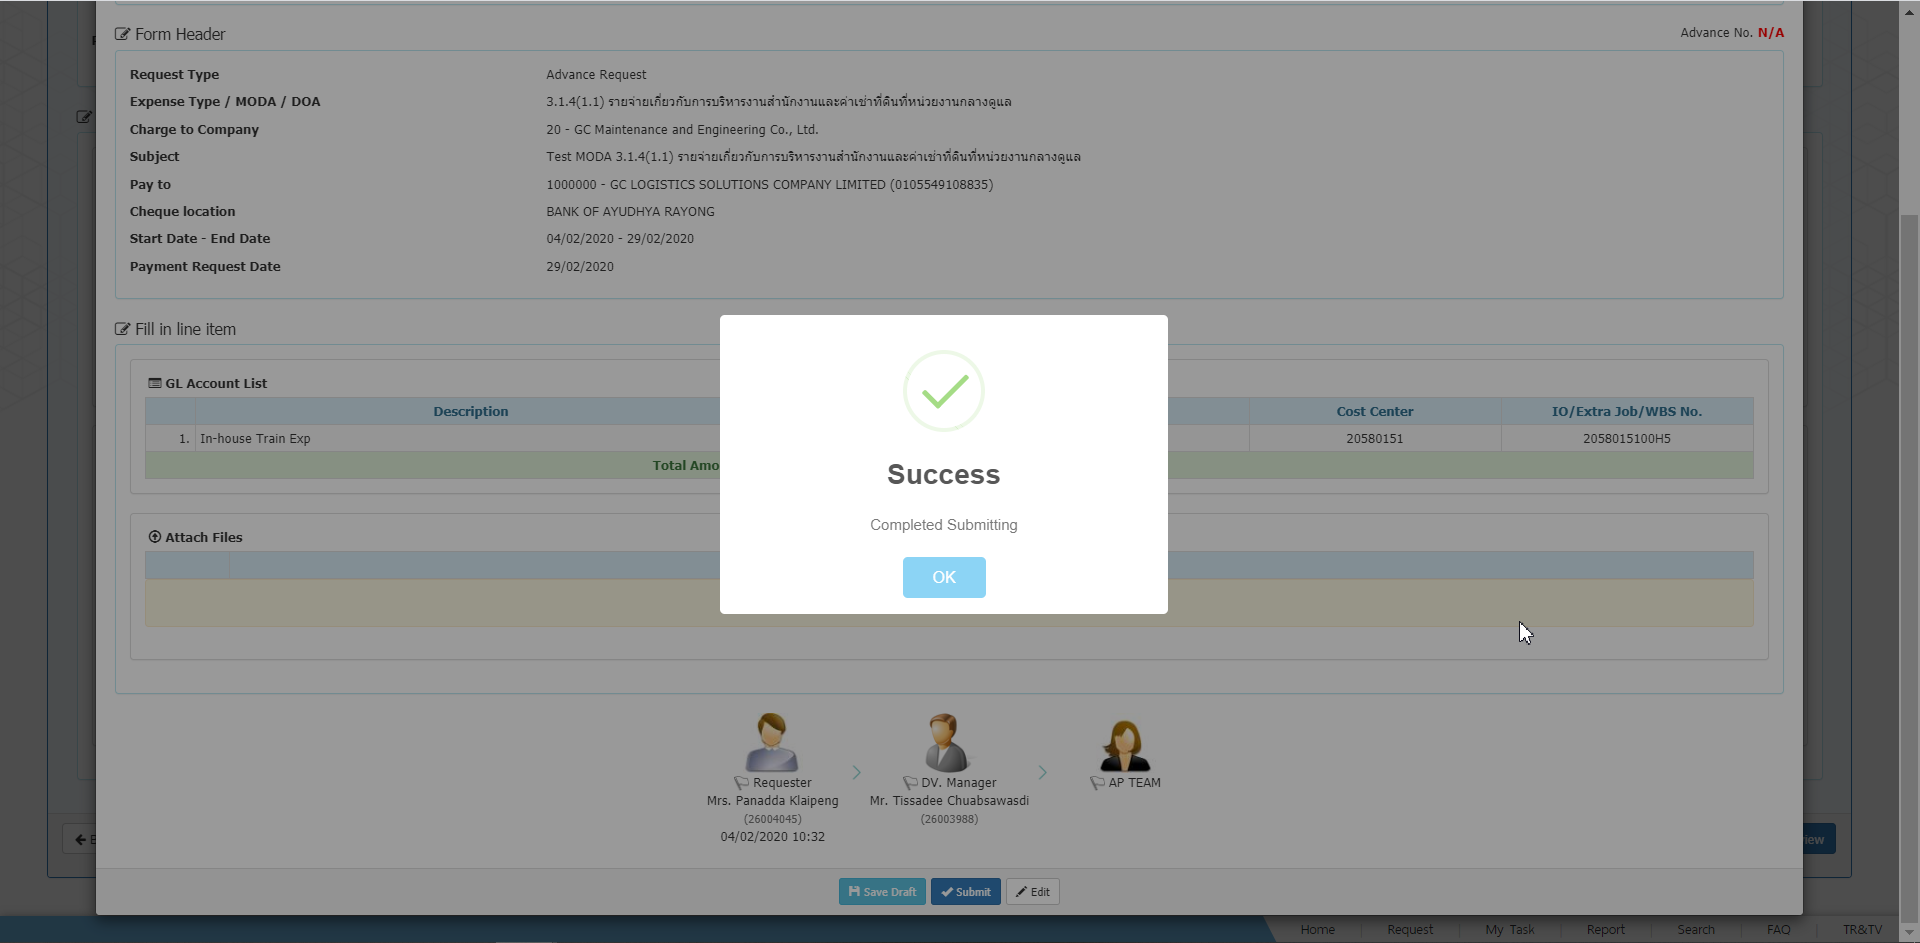 Form Header
Advance No. N/A
Request Type Advance Request
Expense Type / MODA / DOA 3.1.4(1.1) รายจ่ายเกี่ยวกับการบริหารงานสำนักงานและค่าเช่าที่ดินที่หน่วยงานกลางดูแล
Charge to Company 20 - GC Maintenance and Engineering Co., Ltd.
Subject Test MODA 3.1.4(1.1) รายจ่ายเกี่ยวกับการบริหารงานสำนักงานและค่าเช่าที่ดินที่หน่วยงานกลางดูแล
Pay to 1000000 - GC LOGISTICS SOLUTIONS COMPANY LIMITED (0105549108835)
Cheque location BANK OF AYUDHYA RAYONG
Start Date - End Date 04/02/2020 - 29/02/2020
Payment Request Date 29/02/2020
Fill in line item
GL Account List
Description Cost Center IO/Extra Job/WBS No.
1. In-house Train Exp 20580151 2058015100H5
Total Amo
Success
Completed Submitting
OK
Attach Files
Requester
Mrs. Panadda Klaipeng
(26004045)
04/02/2020 10:32
DV. Manager
Mr. Tissadee Chuabsawasdi
(26003988)
AP TEAM
Save Draft Submit Edit
Home Request My Task Report Search FAQ TR&TV